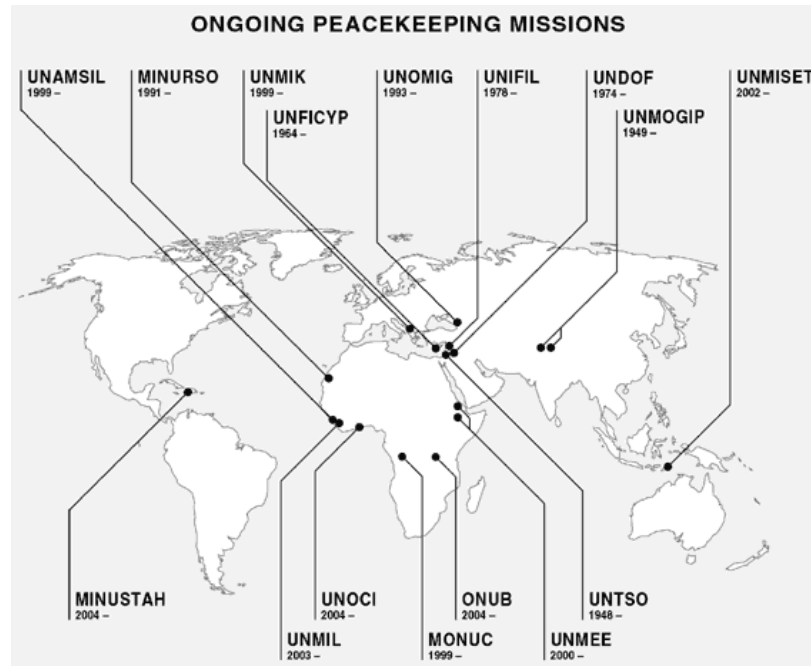 ONGOING PEACEKEEPING MISSIONS
UNAMSIL
1999 –
MINURSO
1991 –
UNMIK
1999 –
UNFICYP
1964 –
UNOMIG
1993 –
UNIFIL
1978 –
UNDOF
1974 –
UNMOGIP
1949 –
UNMISET
2002 –
MINUSTAH
2004 –
UNMIL
2003 –
UNOCI
2004 –
MONUC
1999 –
ONUB
2004 –
UNMEE
2000 –
UNTSO
1948 –